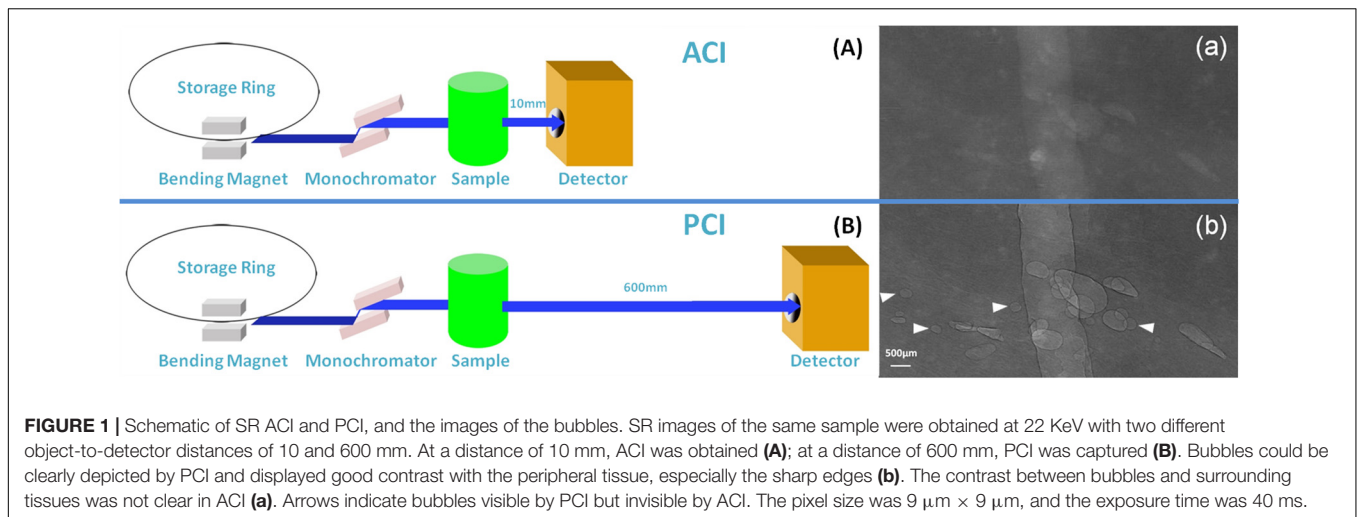 ACI
(A)
(a)
Storage Ring
10mm
Bending Magnet
Monochromator
Sample
Detector
PCI
(B)
(b)
Storage Ring
600mm
Bending Magnet
Monochromator
Sample
Detector
500μm
FIGURE 1 | Schematic of SR ACI and PCI, and the images of the bubbles. SR images of the same sample were obtained at 22 KeV with two different
object-to-detector distances of 10 and 600 mm. At a distance of 10 mm, ACI was obtained (A); at a distance of 600 mm, PCI was captured (B). Bubbles could be
clearly depicted by PCI and displayed good contrast with the peripheral tissue, especially the sharp edges (b). The contrast between bubbles and surrounding
tissues was not clear in ACI (a). Arrows indicate bubbles visible by PCI but invisible by ACI. The pixel size was 9 μm × 9 μm, and the exposure time was 40 ms.